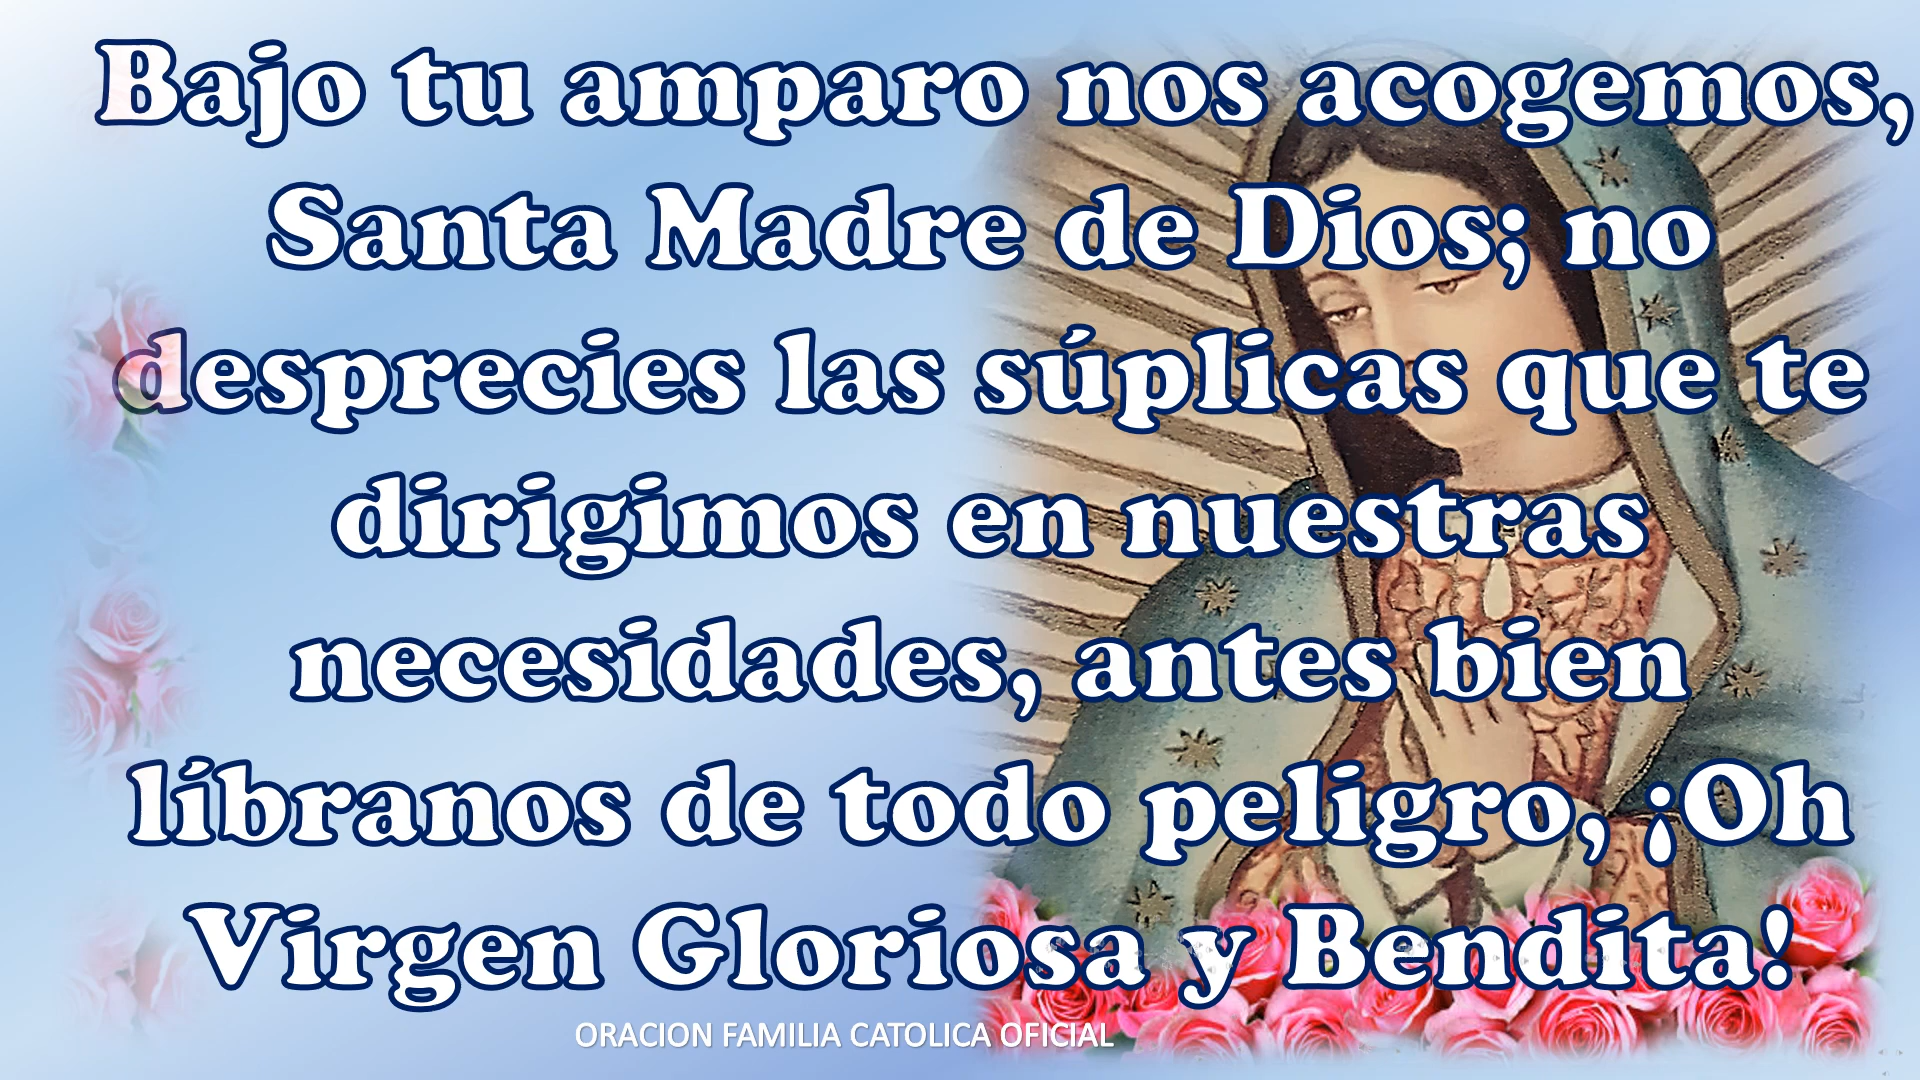 Bajo tu amparo nos acogemos,
Santa Madre de Dios; no
desprecies las súplicas que te
dirigimos en nuestras
necesidades, antes bien
líbranos de todo peligro, ¡Oh
Virgen Gloriosa y Bendita!
ORACION FAMILIA CATOLICA OFICIAL